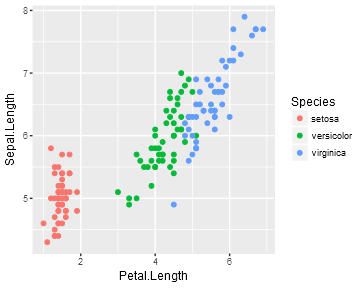 8
7
6
5
Sepal.Length
2
4
6
Petal.Length
Species
setosa
versicolor
virginica